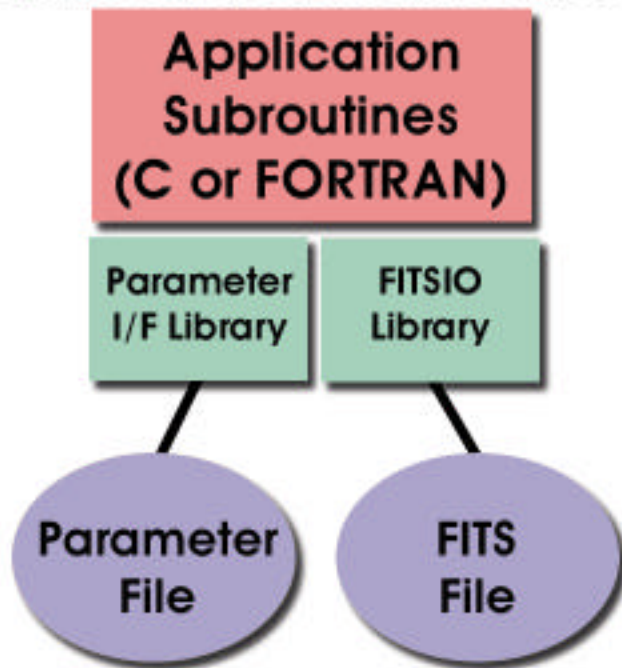 Application
Subroutines
(C or FORTRAN)
Parameter
I/F Library
FITSIO
Library
Parameter
File
FITS
File